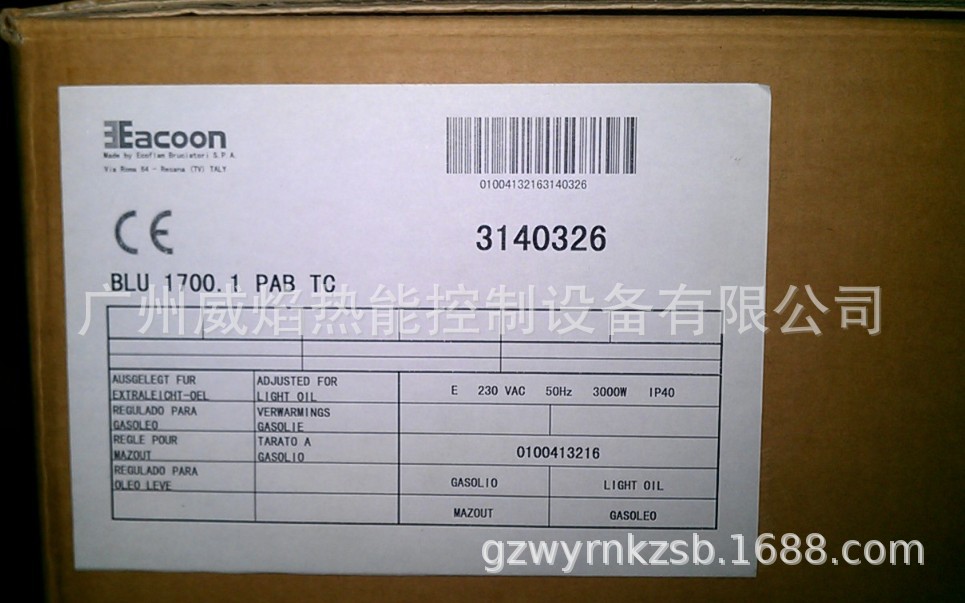 Eacoon
Made by Ecoflam Bruciatori S.P.A
Via Roma 64 - Resana (TV) TALY
01004132163140326
CE
3140326
BLU 1700.1 PAB TC
广州威焰热能控制设备有限公司
AUSGELEGT FUR
EXTRALEICHT-OEL
ADJUSTED FOR
LIGHT OIL
E 230 VAC 50Hz 3000W IP40
REGULADO PARA
GASOLEO
VERWARMINGS
GASOLIE
REGLE POUR
MAZOUT
TARATO A
GASOLIO
0100413216
REGULADO PARA
OLEO LEVE
GASOLIO LIGHT OIL
MAZOUT GASOLEO
gzwyrnkzsb.1688.com